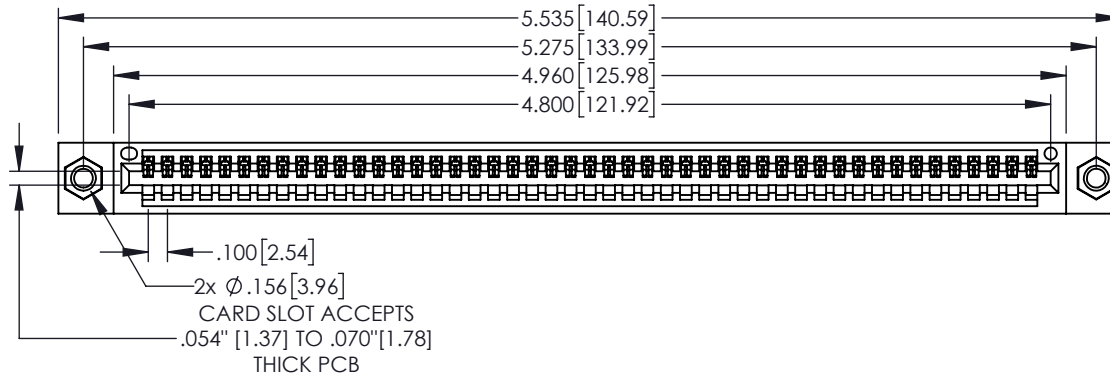 5.535[140.59]
5.275[133.99]
4.960[125.98]
4.800[121.92]
.100[2.54]
2x Ø.156[3.96]
CARD SLOT ACCEPTS
.054" [1.37] TO .070"[1.78]
THICK PCB